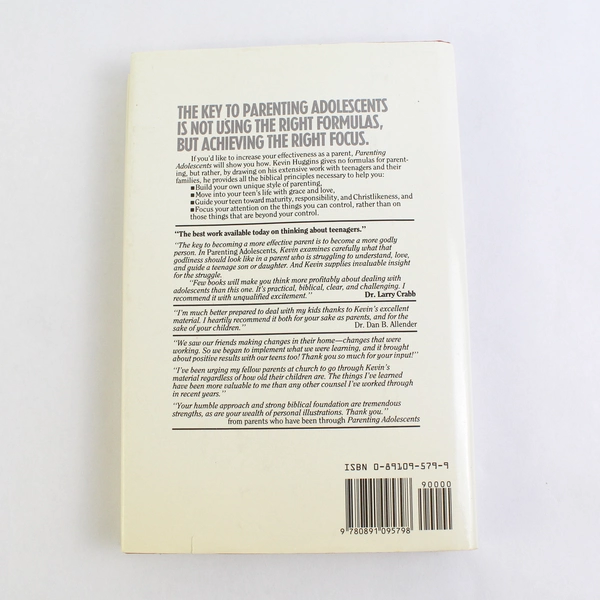 THE KEY TO PARENTING ADOLESCENTS
IS NOT USING THE RIGHT FORMULAS,
BUT ACHIEVING THE RIGHT FOCUS.
If you'd like to increase your effectiveness as a parent, Parenting
Adolescents will show you how. Kevin Huggins gives no formulas for parent-
ing, but rather, by drawing on his extensive work with teenagers and their
families, he provides all the biblical principles necessary to help you:
■ Build your own unique style of parenting,
■ Move into your teen's life with grace and love,
■ Guide your teen toward maturity, responsibility, and Christlikeness, and
■ Focus your attention on the things you can control, rather than on
those things that are beyond your control.
"The best work available today on thinking about teenagers."
"The key to becoming a more effective parent is to become a more godly
person. In Parenting Adolescents, Kevin examines carefully what that
godliness should look like in a parent who is struggling to understand, love,
and guide a teenage son or daughter. And Kevin supplies invaluable insight
for the struggle.
"Few books will make you think more profitably about dealing with
adolescents than this one. It's practical, biblical, clear, and challenging. I
recommend it with unqualified excitement."
Dr. Larry Crabb
"I'm much better prepared to deal with my kids thanks to Kevin's excellent
material. I heartily recommend it both for your sake as parents, and for the
sake of your children."
Dr. Dan B. Allender
"We saw our friends making changes in their home—changes that were
working. So we began to implement what we were learning, and it brought
about positive results with our teens too! Thank you so much for your input!"
"I've been urging my fellow parents at church to go through Kevin's
material regardless of how old their children are. The things I've learned
have been more valuable to me than any other counsel I've worked through
in recent years."
"Your humble approach and strong biblical foundation are tremendous
strengths, as are your wealth of personal illustrations. Thank you."
from parents who have been through Parenting Adolescents
ISBN 0-89109-579-9
90000
9 780891 095798